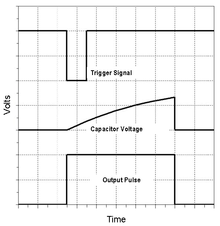 Volts
Trigger Signal
Capacitor Voltage
Output Pulse
Time